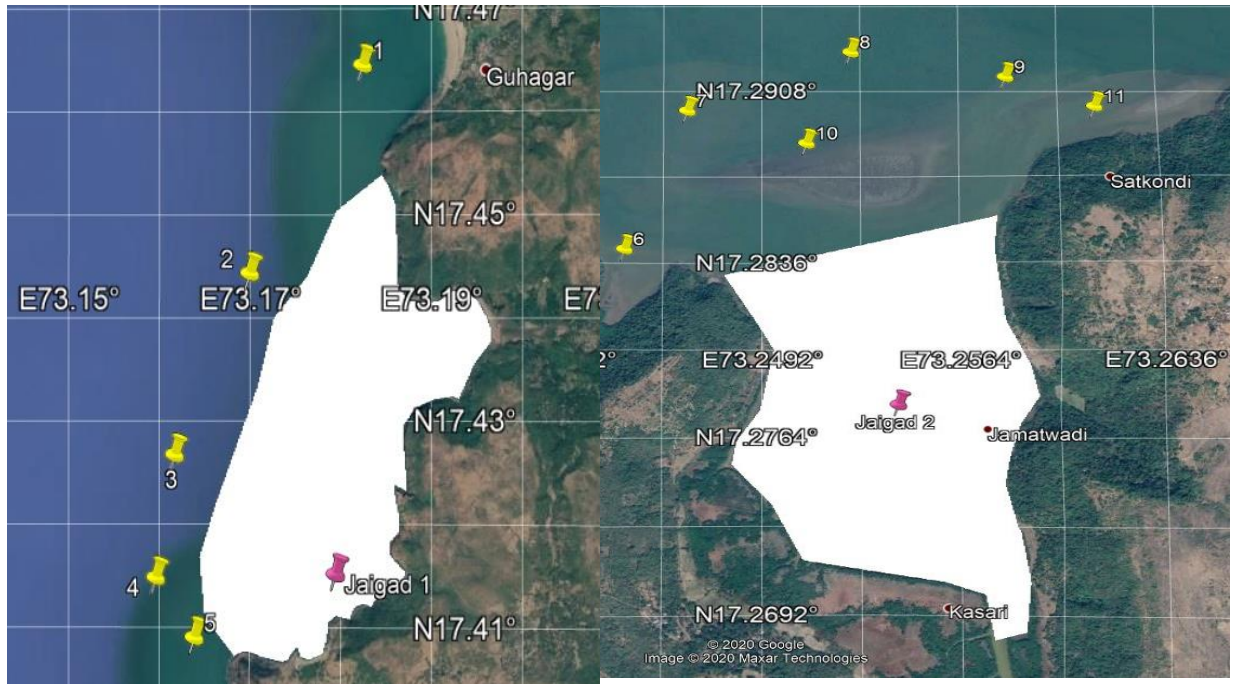 N17.47°
1
Guhagar
N17.45°
2
E73.15°
E73.17°
E73.19°
E7
N17.43°
3
4
Jaigad 1
5
N17.41°
8
9
N17.2908°
7
11
10
Satkondi
6
N17.2836°
2°
E73.2492°
E73.2564°
E73.2636°
Jaigad 2
N17.2764°
Jamatwadi
N17.2692°
Kasari
© 2020 Google
Image © 2020 Maxar Technologies